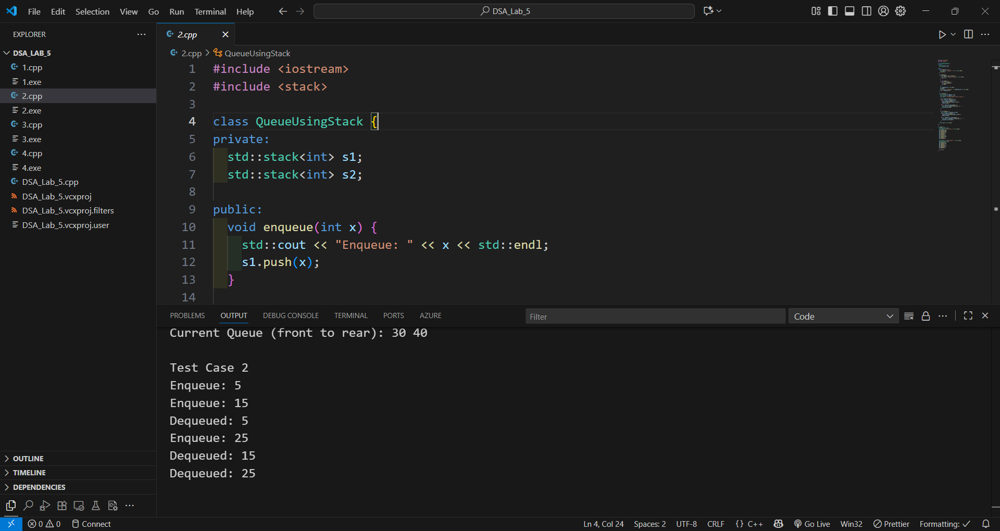 File Edit Selection View Go Run Terminal Help
DSA_Lab_5
EXPLORER
DSA_LAB_5
1.cpp
1.exe
2.cpp
2.exe
3.cpp
3.exe
4.cpp
4.exe
DSA_Lab_5.cpp
DSA_Lab_5.vcxproj
DSA_Lab_5.vcxproj.filters
DSA_Lab_5.vcxproj.user
OUTLINE
TIMELINE
DEPENDENCIES
2.cpp
2.cpp > QueueUsingStack
1 #include <iostream>
2 #include <stack>
3
4 class QueueUsingStack {
5 private:
6 std::stack<int> s1;
7 std::stack<int> s2;
8
9 public:
10 void enqueue(int x) {
11 std::cout << "Enqueue: " << x << std::endl;
12 s1.push(x);
13 }
14
PROBLEMS OUTPUT DEBUG CONSOLE TERMINAL PORTS AZURE
Filter
Code
Current Queue (front to rear): 30 40
Test Case 2
Enqueue: 5
Enqueue: 15
Dequeued: 5
Enqueue: 25
Dequeued: 15
Dequeued: 25
0 0 Connect
Ln 4, Col 24 Spaces: 2 UTF-8 CRLF {} C++ Go Live Win32 Prettier Formatting: ✓